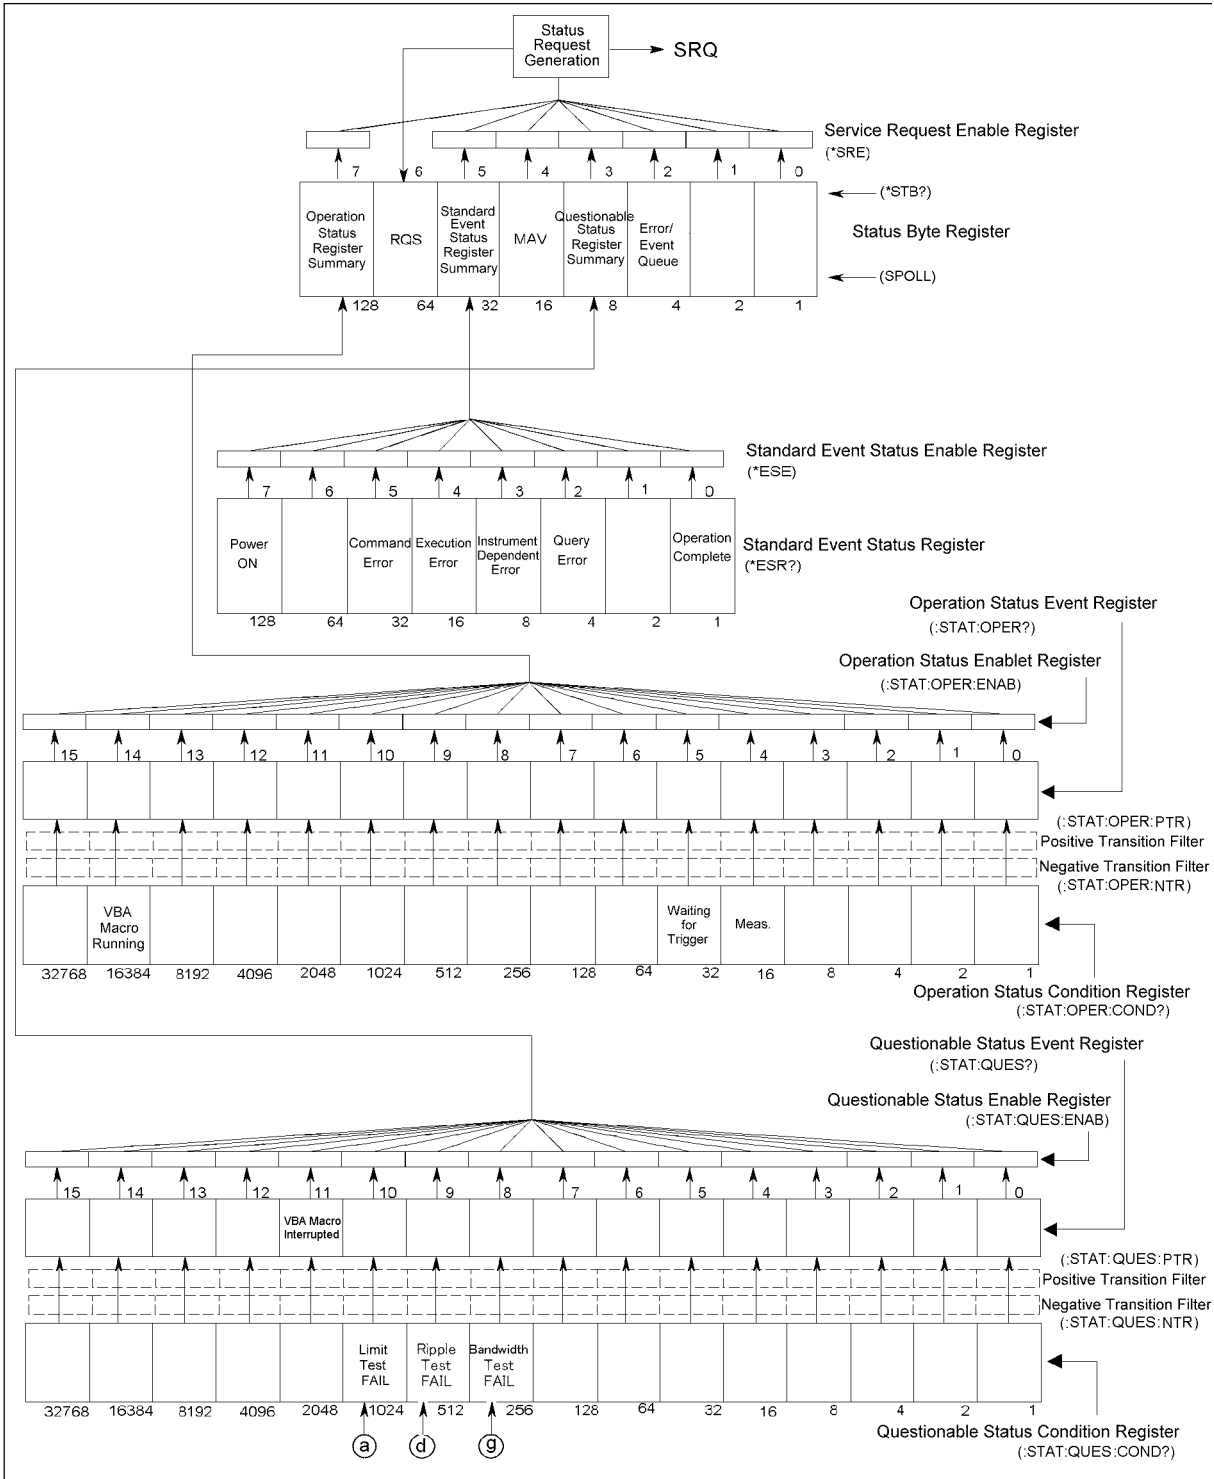 Status
Request
Generation
SRQ
Service Request Enable Register
(*SRE)
7 6 5 4 3 2 1 0
(*STB?)
Operation
Status
Register
Summary
RQS
Standard
Event
Status
Register
Summary
MAV
Questionable
Status
Register
Summary
Error/
Event
Queue
Status Byte Register
(SPOLL)
128 64 32 16 8 4 2 1
Standard Event Status Enable Register
(*ESE)
7 6 5 4 3 2 1 0
Power
ON
Command
Error
Execution
Error
Instrument
Dependent
Error
Query
Error
Operation
Complete
Standard Event Status Register
(*ESR?)
128 64 32 16 8 4 2 1
Operation Status Event Register
(:STAT:OPER?)
Operation Status Enablet Register
(:STAT:OPER:ENAB)
15 14 13 12 11 10 9 8 7 6 5 4 3 2 1 0
(:STAT:OPER:PTR)
Positive Transition Filter
Negative Transition Filter
(:STAT:OPER:NTR)
VBA
Macro
Running
Waiting
for
Trigger
Meas.
32768 16384 8192 4096 2048 1024 512 256 128 64 32 16 8 4 2 1
Operation Status Condition Register
(:STAT:OPER:COND?)
Questionable Status Event Register
(:STAT:QUES?)
Questionable Status Enable Register
(:STAT:QUES:ENAB)
15 14 13 12 11 10 9 8 7 6 5 4 3 2 1 0
VBA Macro
Interrupted
(:STAT:QUES:PTR)
Positive Transition Filter
Negative Transition Filter
(:STAT:QUES:NTR)
Limit
Test
FAIL
Ripple
Test
FAIL
Bandwidth
Test
FAIL
32768 16384 8192 4096 2048 1024 512 256 128 64 32 16 8 4 2 1
Questionable Status Condition Register
(:STAT:QUES:COND?)
a d g